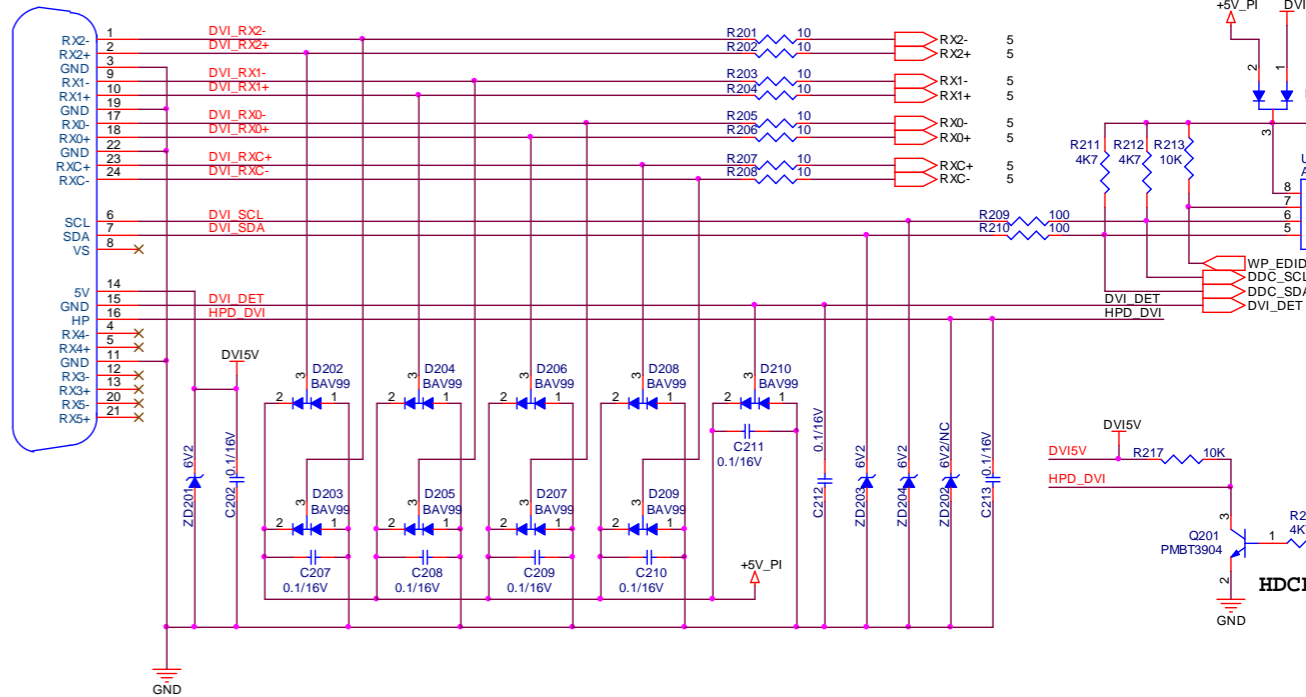 RX2- 1 DVI_RX2- R201 10 RX2- 5
RX2+ 2 DVI_RX2+ R202 10 RX2+ 5
GND 3
RX1- 9 DVI_RX1- R203 10 RX1- 5
RX1+ 10 DVI_RX1+ R204 10 RX1+ 5
GND 19
RX0- 17 DVI_RX0- R205 10 RX0- 5
RX0+ 18 DVI_RX0+ R206 10 RX0+ 5
GND 22
RXC+ 23 DVI_RXC+ R207 10 RXC+ 5
RXC- 24 DVI_RXC- R208 10 RXC- 5
SCL 6 DVI_SCL R209 100
SDA 7 DVI_SDA R210 100
VS 8
5V 14
GND 15 DVI_DET DVI_DET
HP 16 HPD_DVI HPD_DVI
RX4- 4
RX4+ 5
GND 11
RX3- 12
RX3+ 13
RX5- 20
RX5+ 21
+5V_PI DVI
2 1
3
R211 4K7
R212 4K7
R213 10K
U
A
8
7
6
5
WP_EDID
DDC_SCL
DDC_SDA
DVI_DET
DVI5V
ZD201 6V2
C202 0.1/16V
D202 BAV99
3
2 1
D204 BAV99
3
2 1
D206 BAV99
3
2 1
D208 BAV99
3
2 1
D210 BAV99
3
2 1
C211
0.1/16V
D203 BAV99
3
2 1
C207
0.1/16V
D205 BAV99
3
2 1
C208
0.1/16V
D207 BAV99
3
2 1
C209
0.1/16V
D209 BAV99
3
2 1
C210
0.1/16V
+5V_PI
C212 0.1/16V
ZD203 6V2
ZD204 6V2
ZD202 6V2/NC
C213 0.1/16V
GND
DVI5V
DVI5V R217 10K
HPD_DVI
3
Q201 1
PMBT3904
2
R2
4K
HDC
GND